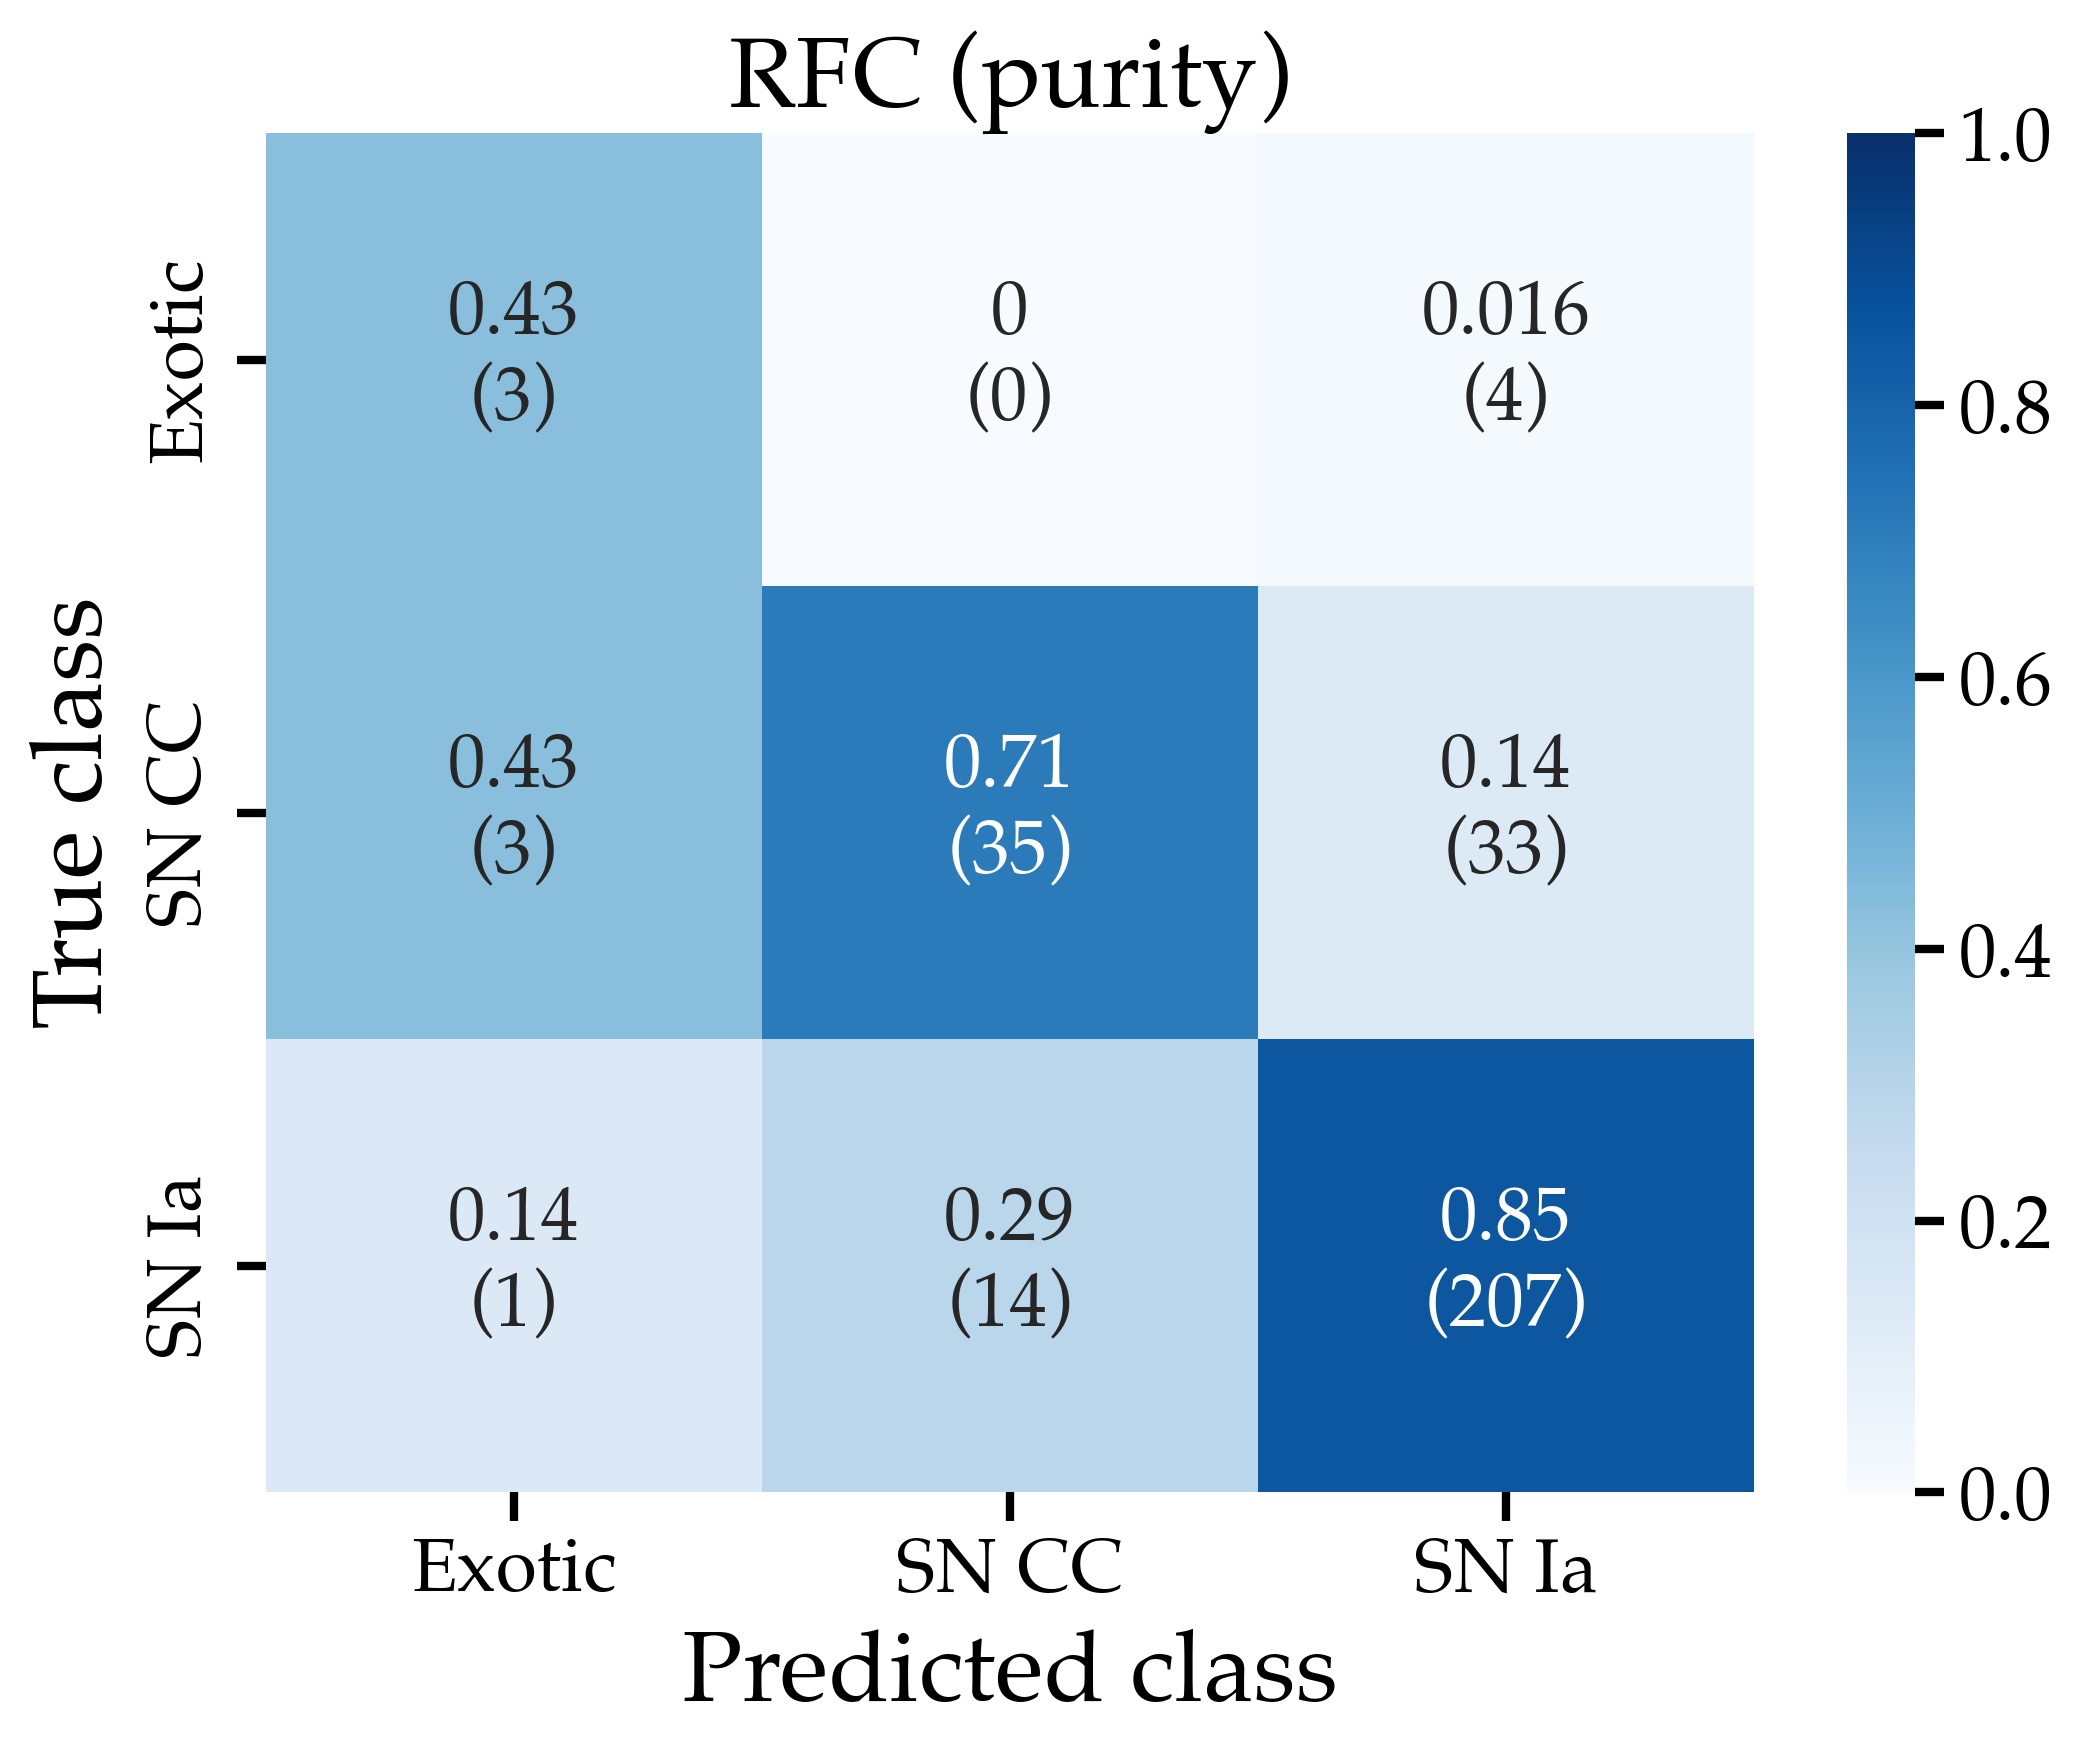 RFC (purity)
True class
Exotic
SN CC
SN Ia
0.43
(3)
0
(0)
0.016
(4)
0.43
(3)
0.71
(35)
0.14
(33)
0.14
(1)
0.29
(14)
0.85
(207)
Exotic
SN CC
SN Ia
Predicted class
1.0
0.8
0.6
0.4
0.2
0.0